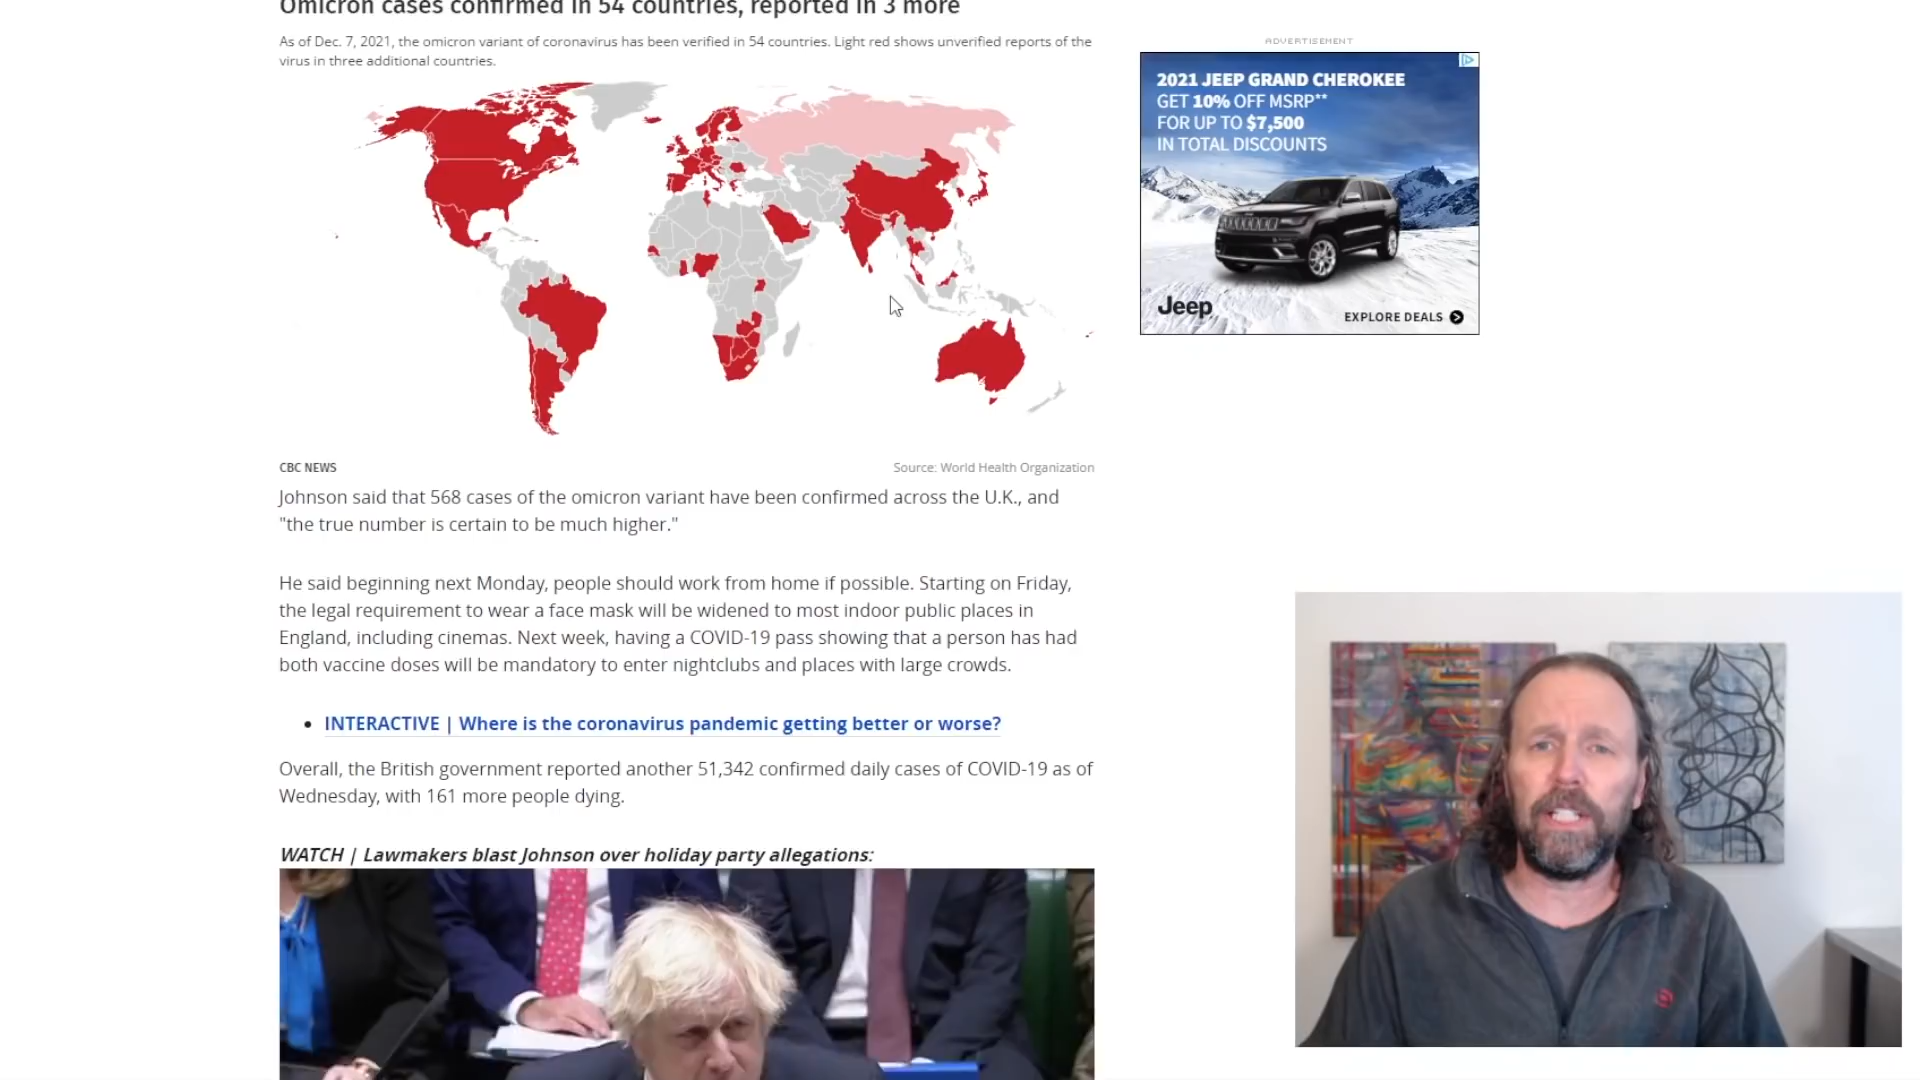 Omicron cases confirmed in 54 countries, reported in 3 more
As of Dec. 7, 2021, the omicron variant of coronavirus has been verified in 54 countries. Light red shows unverified reports of the
virus in three additional countries.
CBC NEWS
Source: World Health Organization
Johnson said that 568 cases of the omicron variant have been confirmed across the U.K., and
"the true number is certain to be much higher."
He said beginning next Monday, people should work from home if possible. Starting on Friday,
the legal requirement to wear a face mask will be widened to most indoor public places in
England, including cinemas. Next week, having a COVID-19 pass showing that a person has had
both vaccine doses will be mandatory to enter nightclubs and places with large crowds.
• INTERACTIVE | Where is the coronavirus pandemic getting better or worse?
Overall, the British government reported another 51,342 confirmed daily cases of COVID-19 as of
Wednesday, with 161 more people dying.
WATCH | Lawmakers blast Johnson over holiday party allegations:
ADVERTISEMENT
2021 JEEP GRAND CHEROKEE
GET 10% OFF MSRP**
FOR UP TO $7,500
IN TOTAL DISCOUNTS
Jeep
EXPLORE DEALS